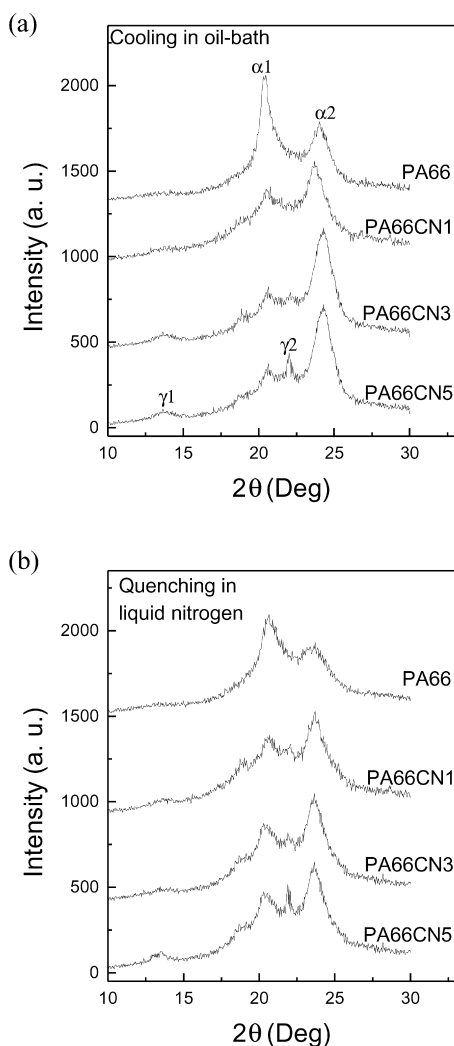 (a)
Cooling in oil-bath
α1
α2
2000
PA66
1500
PA66CN1
1000
PA66CN3
500
γ2
PA66CN5
γ1
0
10 15 20 25 30
Intensity (a. u.)
2θ (Deg)
(b)
Quenching in
liquid nitrogen
2000
PA66
1500
PA66CN1
1000
PA66CN3
500
PA66CN5
0
10 15 20 25 30
Intensity (a. u.)
2θ (Deg)